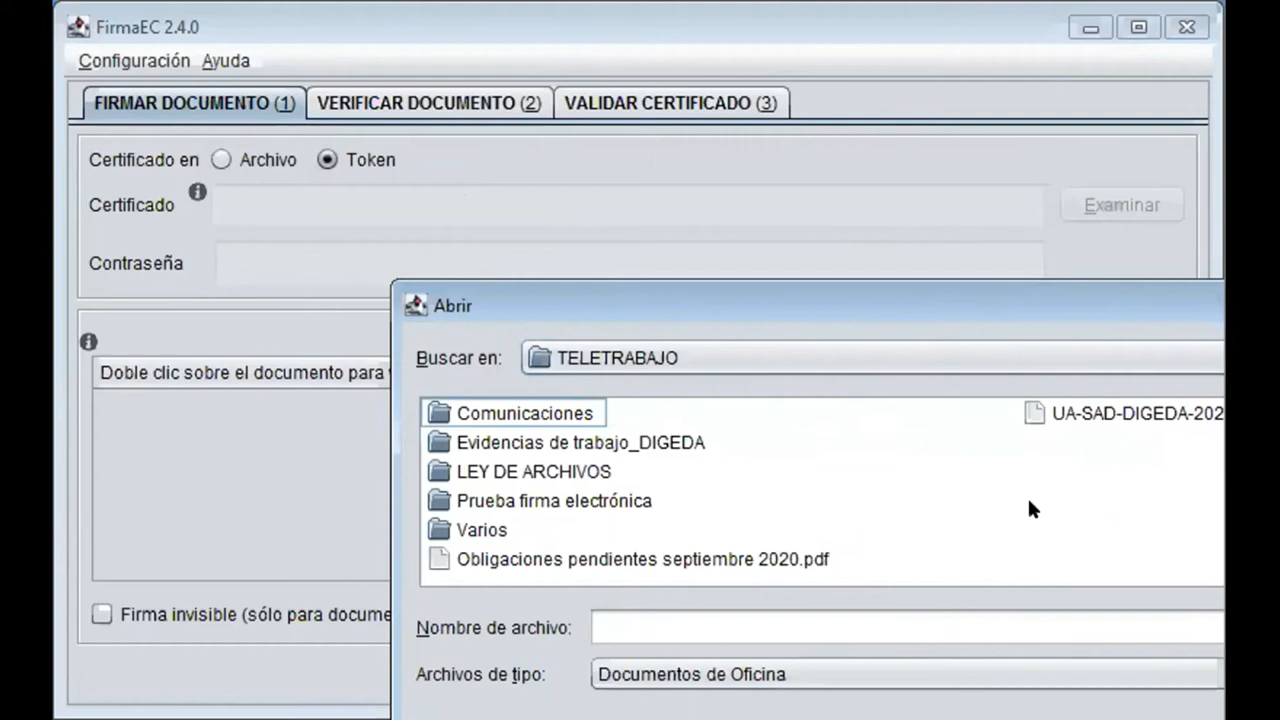 FirmaEC 2.4.0
Configuración Ayuda
FIRMAR DOCUMENTO (1) VERIFICAR DOCUMENTO (2) VALIDAR CERTIFICADO (3)
Certificado en Archivo Token
Certificado Examinar
Contraseña
Abrir
Buscar en: TELETRABAJO
Doble clic sobre el documento para
Comunicaciones UA-SAD-DIGEDA-202
Evidencias de trabajo_DIGEDA
LEY DE ARCHIVOS
Prueba firma electrónica
Varios
Obligaciones pendientes septiembre 2020.pdf
Firma invisible (sólo para docume
Nombre de archivo:
Archivos de tipo: Documentos de Oficina